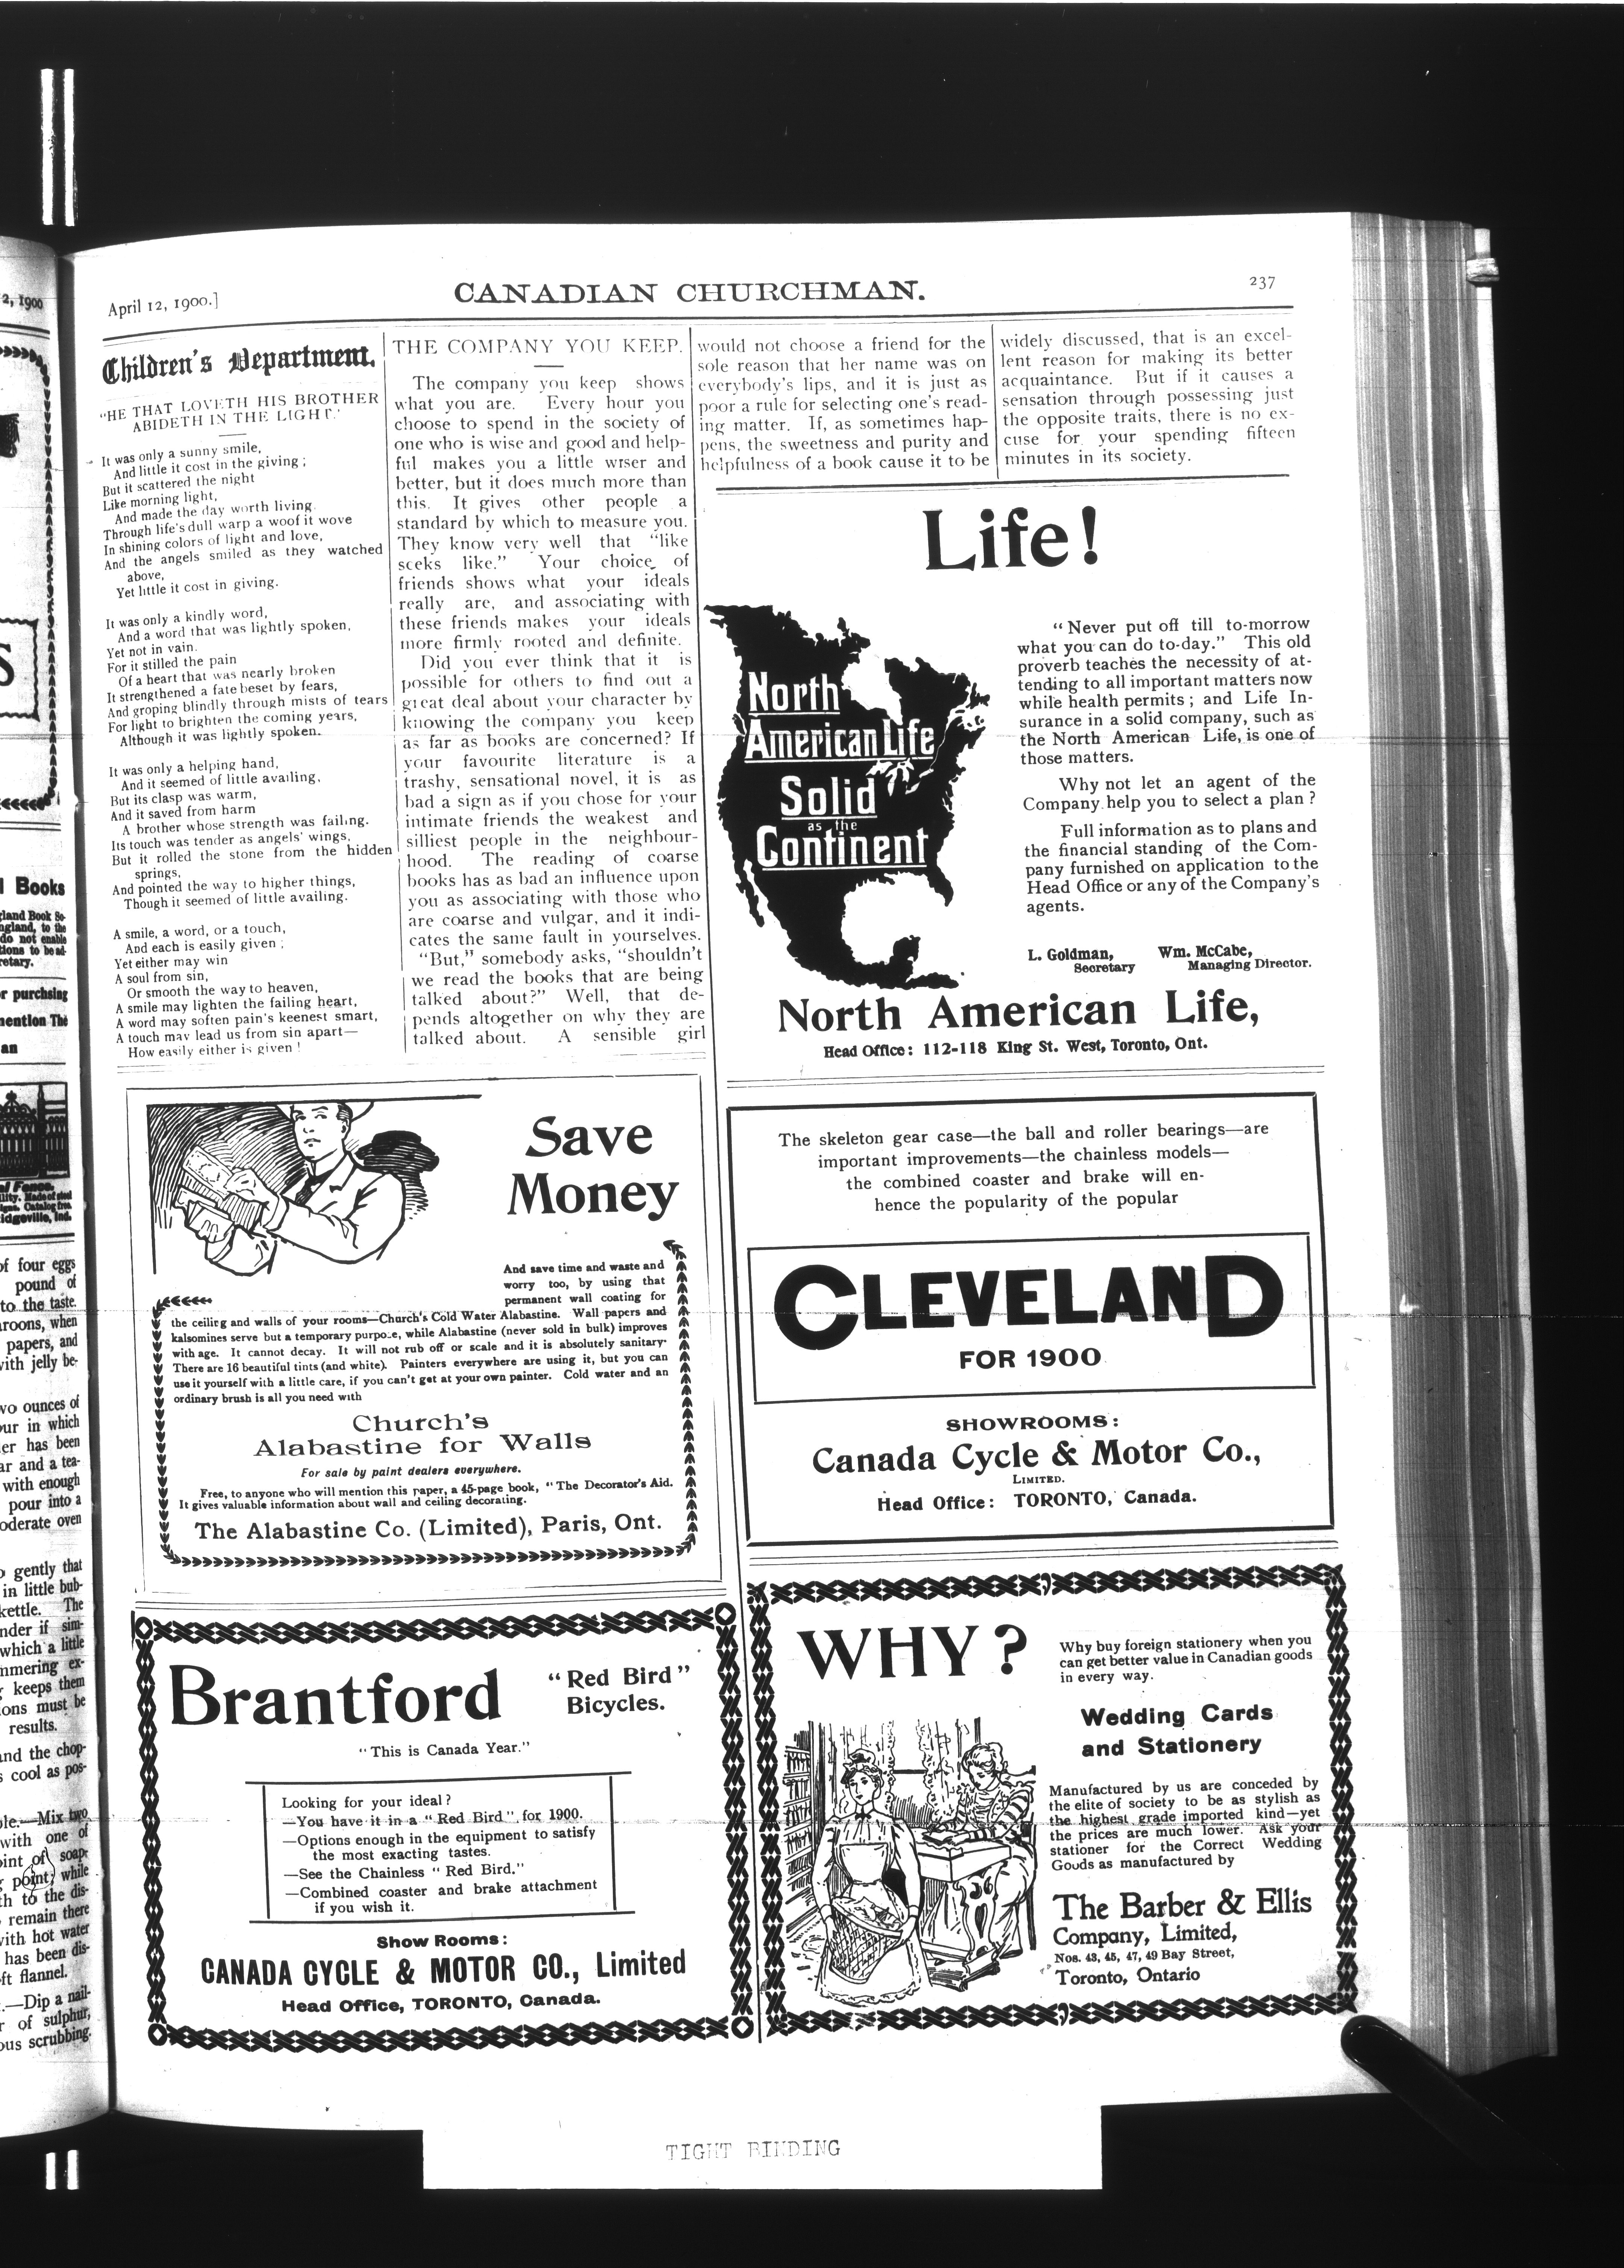 April 12, 1900.]
CANADIAN CHURCHMAN.
237
Children's Department.
"HE THAT LOVETH HIS BROTHER
ABIDETH IN THE LIGHT.'
It was only a sunny smile,
And little it cost in the giving;
But it scattered the night
Like morning light,
And made the day worth living.
Through life's dull warp a woof it wove
In shining colors of light and love,
And the angels smiled as they watched
above,
Yet little it cost in giving.
It was only a kindly word,
And a word that was lightly spoken,
Yet not in vain.
For it stilled the pain
Of a heart that was nearly broken
It strengthened a fate beset by fears,
And groping blindly through mists of tears
For light to brighten the coming years,
Although it was lightly spoken.
It was only a helping hand,
And it seemed of little availing,
But its clasp was warm,
And it saved from harm
A brother whose strength was failing.
Its touch was tender as angels' wings,
But it rolled the stone from the hidden
springs,
And pointed the way to higher things,
Though it seemed of little availing.
A smile, a word, or a touch,
And each is easily given;
Yet either may win
A soul from sin,
Or smooth the way to heaven,
A smile may lighten the failing heart,
A word may soften pain's keenest smart,
A touch may lead us from sin apart—
How easily either is given!
THE COMPANY YOU KEEP.
The company you keep shows
what you are. Every hour you
choose to spend in the society of
one who is wise and good and help-
ful makes you a little wrser and
better, but it does much more than
this. It gives other people a
standard by which to measure you.
They know very well that "like
seeks like." Your choice of
friends shows what your ideals
really are, and associating with
these friends makes your ideals
more firmly rooted and definite.
Did you ever think that it is
possible for others to find out a
great deal about your character by
knowing the company you keep
as far as books are concerned? If
your favourite literature is a
trashy, sensational novel, it is as
bad a sign as if you chose for your
intimate friends the weakest and
silliest people in the neighbour-
hood. The reading of coarse
books has as bad an influence upon
you as associating with those who
are coarse and vulgar, and it indi-
cates the same fault in yourselves.
"But," somebody asks, "shouldn't
we read the books that are being
talked about?" Well, that de-
pends altogether on why they are
talked about. A sensible girl
would not choose a friend for the
sole reason that her name was on
everybody's lips, and it is just as
poor a rule for selecting one's read-
ing matter. If, as sometimes hap-
pens, the sweetness and purity and
helpfulness of a book cause it to be
widely discussed, that is an excel-
lent reason for making its better
acquaintance. But if it causes a
sensation through possessing just
the opposite traits, there is no ex-
cuse for your spending fifteen
minutes in its society.
Life!
North
American Life
Solid
as the
Continent
"Never put off till to-morrow
what you can do to-day." This old
proverb teaches the necessity of at-
tending to all important matters now
while health permits; and Life In-
surance in a solid company, such as
the North American Life, is one of
those matters.
Why not let an agent of the
Company help you to select a plan?
Full information as to plans and
the financial standing of the Com-
pany furnished on application to the
Head Office or any of the Company's
agents.
L. Goldman, Wm. McCabe,
Secretary Managing Director.
North American Life,
Head Office: 112-118 King St. West, Toronto, Ont.
Save
Money
And save time and waste and
worry too, by using that
permanent wall coating for
the ceiling and walls of your rooms—Church's Cold Water Alabastine. Wall papers and
kalsomines serve but a temporary purpose, while Alabastine (never sold in bulk) improves
with age. It cannot decay. It will not rub off or scale and it is absolutely sanitary.
There are 16 beautiful tints (and white). Painters everywhere are using it, but you can
use it yourself with a little care, if you can't get at your own painter. Cold water and an
ordinary brush is all you need with
Church's
Alabastine for Walls
For sale by paint dealers everywhere.
Free, to anyone who will mention this paper, a 45-page book, "The Decorator's Aid.
It gives valuable information about wall and ceiling decorating.
The Alabastine Co. (Limited), Paris, Ont.
The skeleton gear case—the ball and roller bearings—are
important improvements—the chainless models—
the combined coaster and brake will en-
hence the popularity of the popular
CLEVELAND
FOR 1900
SHOWROOMS:
Canada Cycle & Motor Co.,
LIMITED.
Head Office: TORONTO, Canada.
Brantford
"Red Bird"
Bicycles.
"This is Canada Year."
Looking for your ideal?
—You have it in a "Red Bird" for 1900.
—Options enough in the equipment to satisfy
the most exacting tastes.
—See the Chainless "Red Bird."
—Combined coaster and brake attachment
if you wish it.
Show Rooms:
CANADA CYCLE & MOTOR CO., Limited
Head Office, TORONTO, Canada.
WHY?
Why buy foreign stationery when you
can get better value in Canadian goods
in every way.
Wedding Cards
and Stationery
Manufactured by us are conceded by
the elite of society to be as stylish as
the highest grade imported kind—yet
the prices are much lower. Ask your
stationer for the Correct Wedding
Goods as manufactured by
The Barber & Ellis
Company, Limited,
Nos. 43, 45, 47, 49 Bay Street,
Toronto, Ontario
TIGHT BINDING